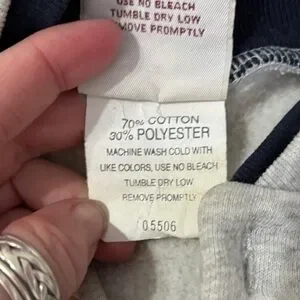 USE NO BLEACH
TUMBLE DRY LOW
REMOVE PROMPTLY
70% COTTON
30% POLYESTER
MACHINE WASH COLD WITH
LIKE COLORS, USE NO BLEACH
TUMBLE DRY LOW
REMOVE PROMPTLY
05506